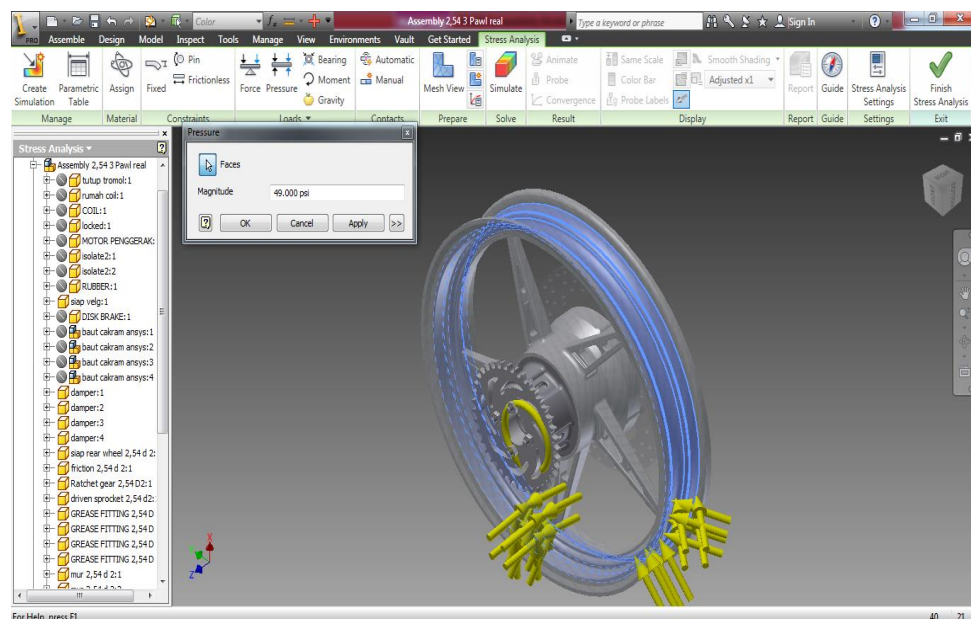 Color
Assembly 2,54 3 Pawl real
Type a keyword or phrase
Sign In
PRO
Assemble Design Model Inspect Tools Manage View Environments Vault Get Started Stress Analysis
Create Simulation
Parametric Table
Assign
Fixed
Pin
Frictionless
Force
Pressure
Bearing
Moment
Gravity
Automatic
Manual
Mesh View
Simulate
Animate
Probe
Convergence
Same Scale
Color Bar
Probe Labels
Smooth Shading
Adjusted x1
Report
Guide
Stress Analysis Settings
Finish Stress Analysis
Manage Material Constraints Loads Contacts Prepare Solve Result Display Report Guide Settings Exit
Stress Analysis
Assembly 2,54 3 Pawl real
tutup tromol:1
rumah coil:1
COIL:1
locked:1
MOTOR PENGGERAK:
isolate2:1
isolate2:2
RUBBER:1
siap velg:1
DISK BRAKE:1
baut cakram ansys:1
baut cakram ansys:2
baut cakram ansys:3
baut cakram ansys:4
damper:1
damper:2
damper:3
damper:4
siap rear wheel 2,54 d 2:
friction 2,54 d 2:1
Ratchet gear 2,54 D2:1
driven sprocket 2,54 d2:
GREASE FITTING 2,54 D
GREASE FITTING 2,54 D
GREASE FITTING 2,54 D
GREASE FITTING 2,54 D
mur 2,54 d 2:1
Pressure
Faces
Magnitude
49.000 psi
OK Cancel Apply >>
X
Z
For Help, press F1
40 21